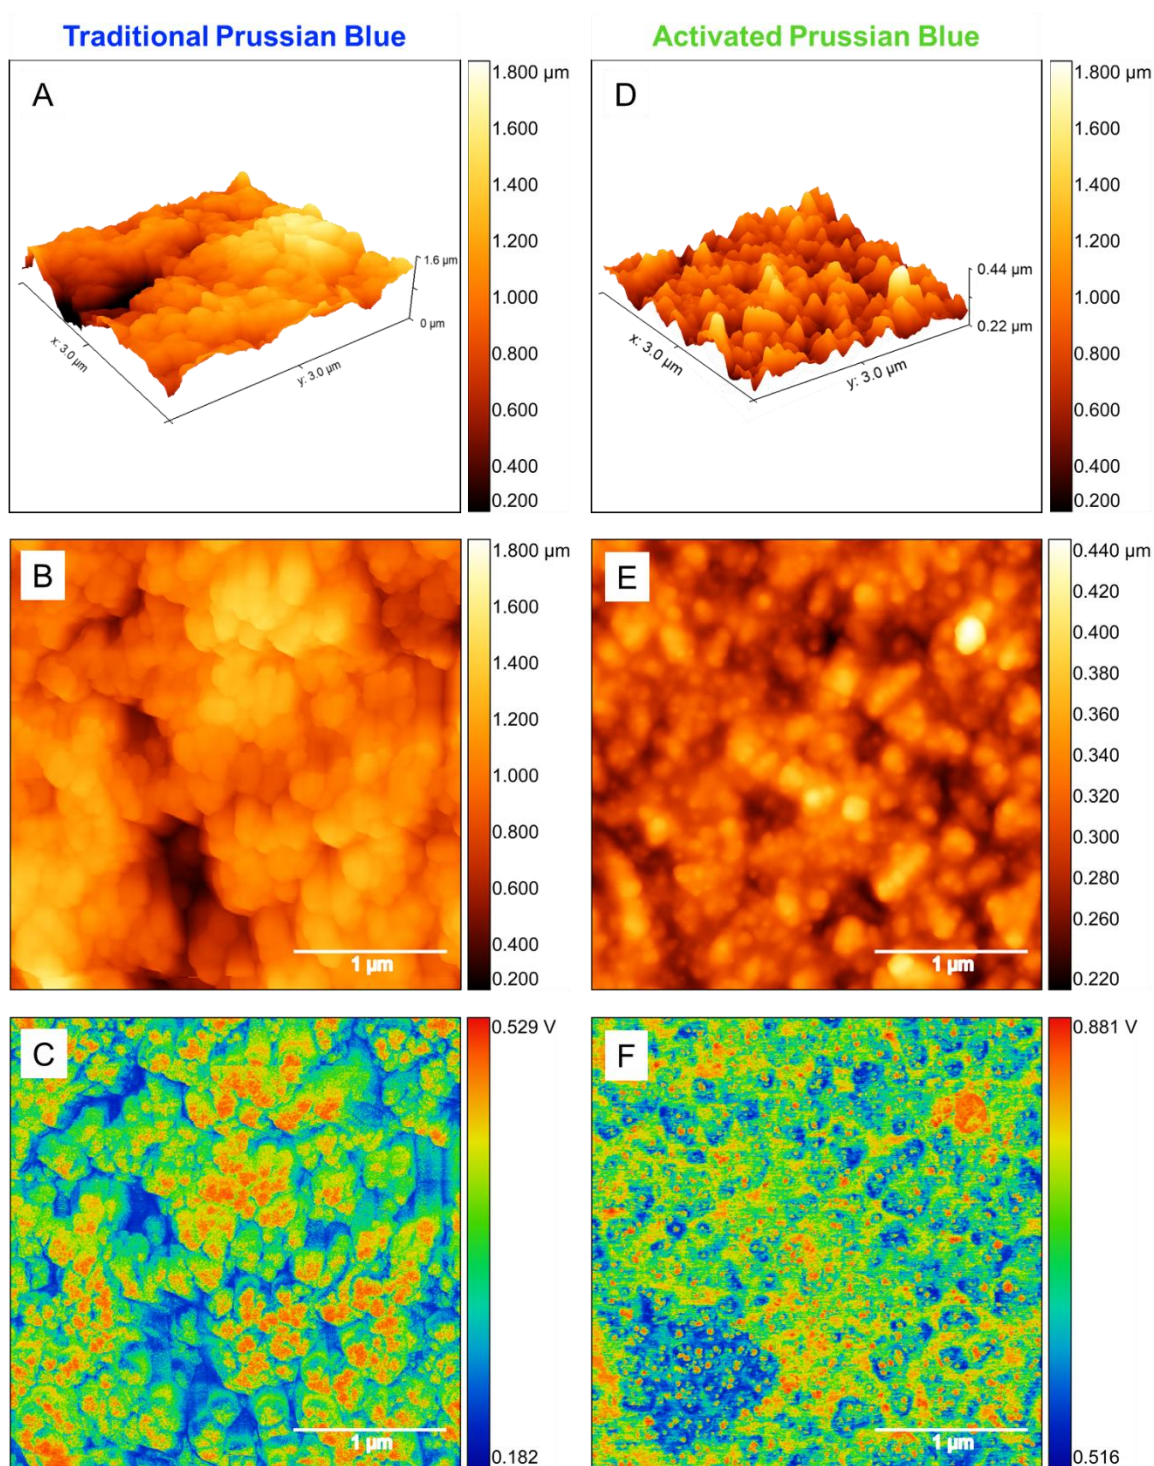 Traditional Prussian Blue
Activated Prussian Blue
A
1.800 µm
1.600
1.400
1.200
1.000
0.800
0.600
0.400
0.200
1.6 µm
0 µm
x: 3.0 µm
y: 3.0 µm
D
1.800 µm
1.600
1.400
1.200
1.000
0.800
0.600
0.400
0.200
0.44 µm
0.22 µm
x: 3.0 µm
y: 3.0 µm
B
1.800 µm
1.600
1.400
1.200
1.000
0.800
0.600
0.400
0.200
1 µm
E
0.440 µm
0.420
0.400
0.380
0.360
0.340
0.320
0.300
0.280
0.260
0.220
1 µm
C
0.529 V
0.182
1 µm
F
0.881 V
0.516
1 µm